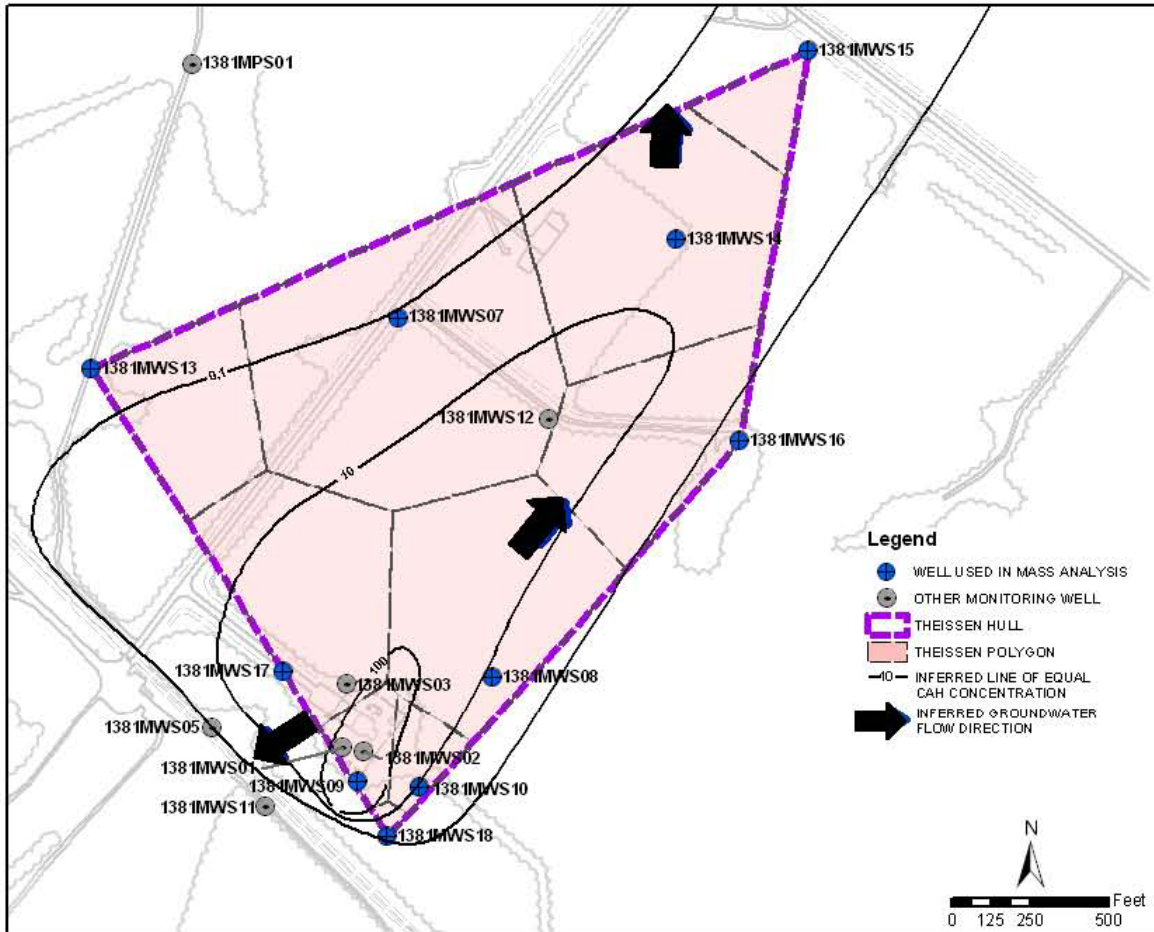 1381MPS01
1381MWS15
1381MWS14
1381MWS07
1381MWS13
0.1
1381MWS12
1381MWS16
10
Legend
WELL USED IN MASS ANALYSIS
OTHER MONITORING WELL
THEISSEN HULL
THEISSEN POLYGON
10
INFERRED LINE OF EQUAL
CAH CONCENTRATION
INFERRED GROUNDWATER
FLOW DIRECTION
100
1381MWS17
1381MWS03
1381MWS08
1381MWS05
1381MWS01
1381MWS02
1381MWS09
1381MWS10
1381MWS11
1381MWS18
N
Feet
0 125 250 500